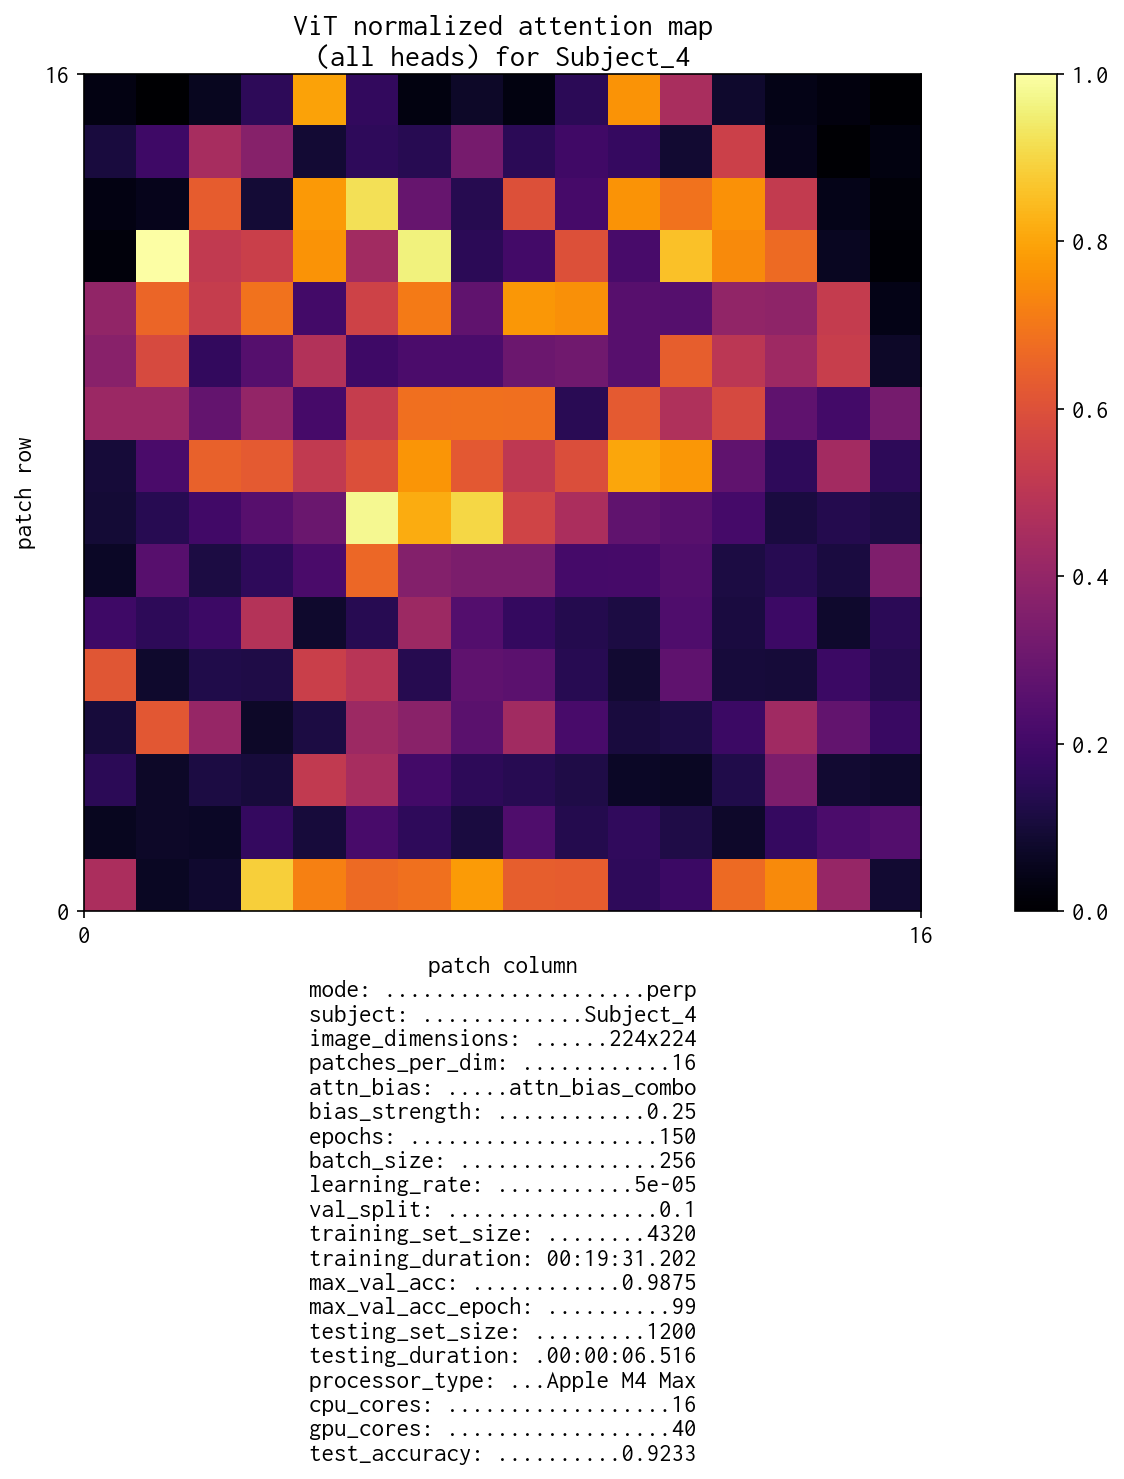 ViT normalized attention map
(all heads) for Subject_4
16
0
0
16
patch row
patch column
1.0
0.8
0.6
0.4
0.2
0.0
mode: .....................perp
subject: .............Subject_4
image_dimensions: ......224x224
patches_per_dim: ............16
attn_bias: .....attn_bias_combo
bias_strength: ............0.25
epochs: ....................150
batch_size: ................256
learning_rate: ...........5e-05
val_split: .................0.1
training_set_size: ........4320
training_duration: 00:19:31.202
max_val_acc: ............0.9875
max_val_acc_epoch: ..........99
testing_set_size: .........1200
testing_duration: .00:00:06.516
processor_type: ...Apple M4 Max
cpu_cores: ..................16
gpu_cores: ..................40
test_accuracy: ..........0.9233